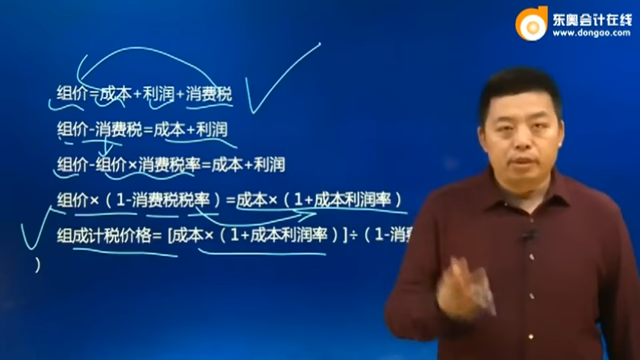 东奥会计在线
www.dongao.com
组价=成本+利润+消费税
组价-消费税=成本+利润
组价-组价×消费税率=成本+利润
组价×（1-消费税税率）=成本×（1+成本利润率）
组成计税价格=［成本×（1+成本利润率）］÷（1-消费
）